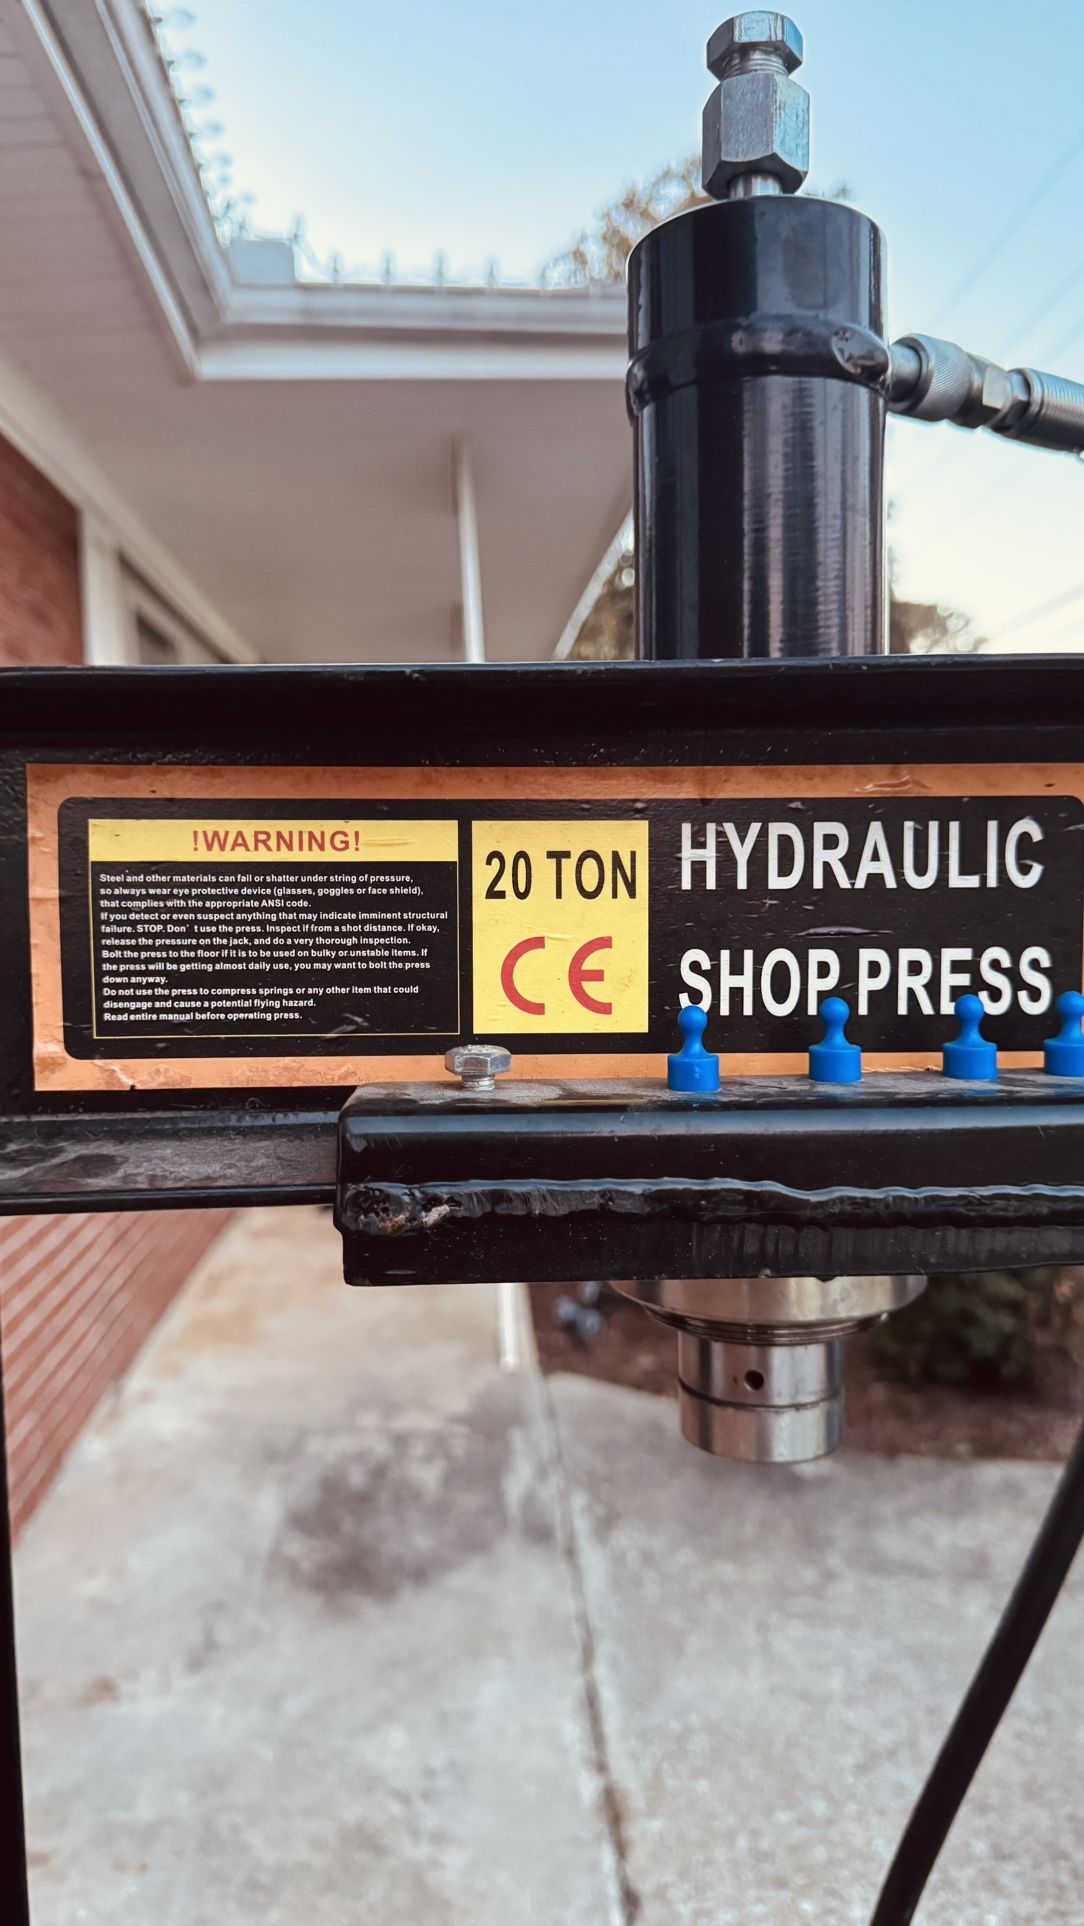 !WARNING!
Steel and other materials can fail or shatter under string of pressure,
so always wear eye protective device (glasses, goggles or face shield),
that complies with the appropriate ANSI code.
If you detect or even suspect anything that may indicate imminent structural
failure. STOP. Don't use the press. Inspect if from a shot distance. If okay,
release the pressure on the jack, and do a very thorough inspection.
Bolt the press to the floor if it is to be used on bulky or unstable items. If
the press will be getting almost daily use, you may want to bolt the press
down anyway.
Do not use the press to compress springs or any other item that could
disengage and cause a potential flying hazard.
Read entire manual before operating press.
20 TON
CE
HYDRAULIC
SHOP PRESS